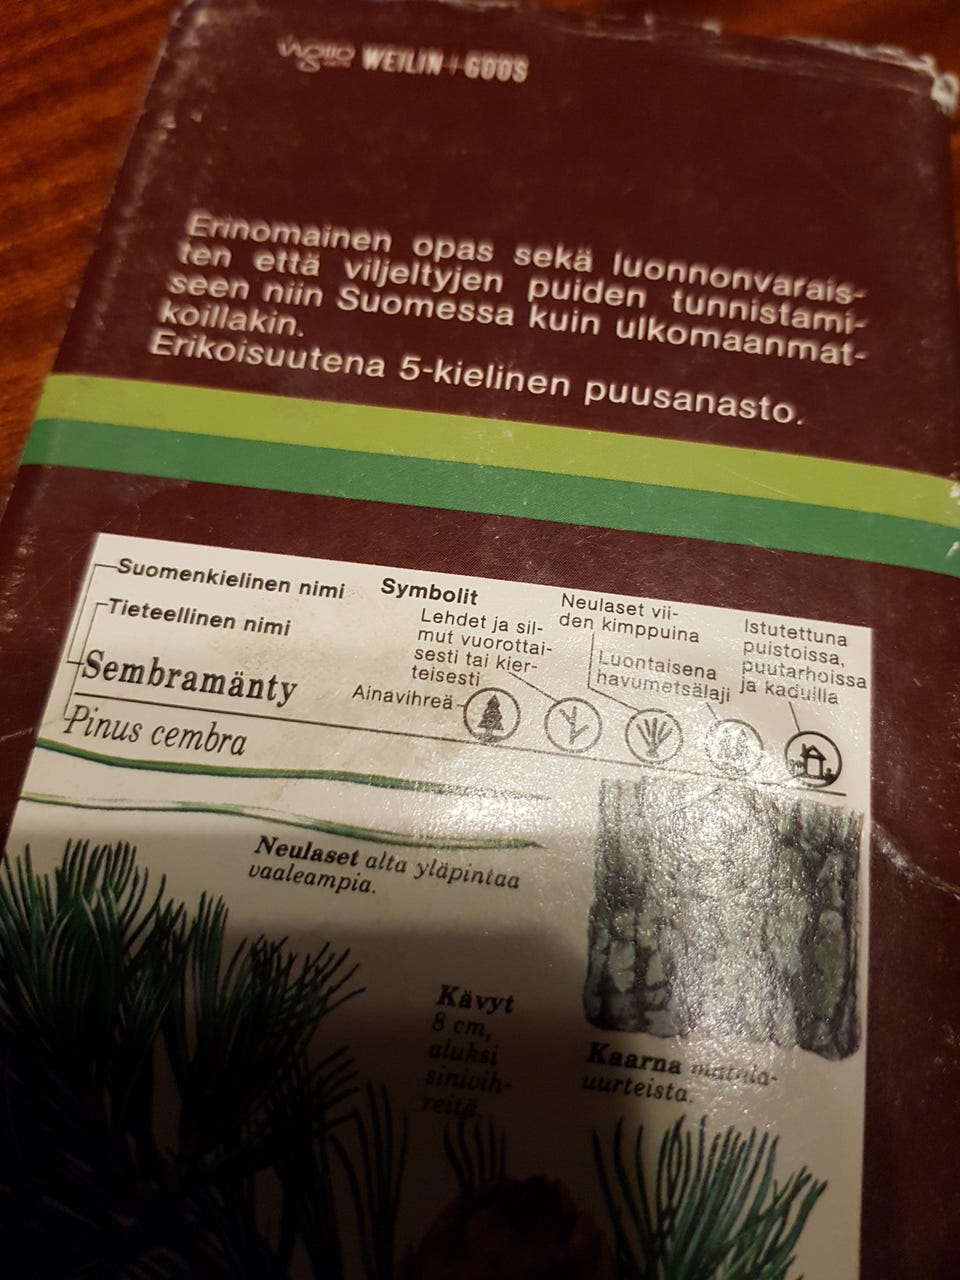 WEILIN+GÖÖS
Erinomainen opas sekä luonnonvarais-
ten että viljeltyjen puiden tunnistami-
seen niin Suomessa kuin ulkomaanmat-
koillakin.
Erikoisuutena 5-kielinen puusanasto.
Suomenkielinen nimi
Tieteellinen nimi
Sembramänty
Pinus cembra
Symbolit
Lehdet ja sil-
mut vuorottai-
sesti tai kier-
teisesti
Ainavihreä
Neulaset vii-
den kimppuina
Luontaisena
havumetsälaji
Istutettuna
puistoissa,
puutarhoissa
ja kaduilla
Neulaset alta yläpintaa
vaaleampia.
Kävyt
8 cm,
aluksi
sinivih-
reitä.
Kaarna matala-
uurteista.